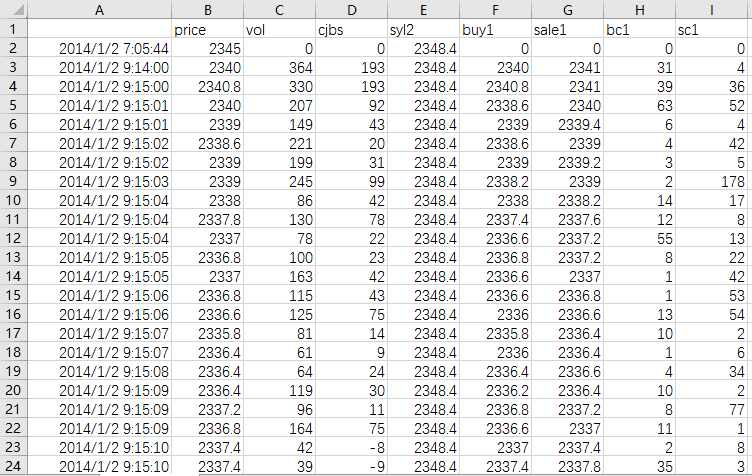 A B C D E F G H I
1 price vol cjbs syl2 buy1 sale1 bc1 sc1
2 2014/1/2 7:05:44 2345 0 0 2348.4 0 0 0 0
3 2014/1/2 9:14:00 2340 364 193 2348.4 2340 2341 31 4
4 2014/1/2 9:15:00 2340.8 330 193 2348.4 2340.8 2341 39 36
5 2014/1/2 9:15:01 2340 207 92 2348.4 2338.6 2340 63 52
6 2014/1/2 9:15:01 2339 149 43 2348.4 2339 2339.4 6 4
7 2014/1/2 9:15:02 2338.6 221 20 2348.4 2338.6 2339 4 42
8 2014/1/2 9:15:02 2339 199 31 2348.4 2339 2339.2 3 5
9 2014/1/2 9:15:03 2339 245 99 2348.4 2338.2 2339 2 178
10 2014/1/2 9:15:04 2338 86 42 2348.4 2338 2338.2 14 17
11 2014/1/2 9:15:04 2337.8 130 78 2348.4 2337.4 2337.6 12 8
12 2014/1/2 9:15:04 2337 78 22 2348.4 2336.6 2337.2 55 13
13 2014/1/2 9:15:05 2336.8 100 23 2348.4 2336.8 2337.2 8 22
14 2014/1/2 9:15:05 2337 163 42 2348.4 2336.6 2337 1 42
15 2014/1/2 9:15:06 2336.8 115 43 2348.4 2336.6 2336.8 1 53
16 2014/1/2 9:15:06 2336.6 125 75 2348.4 2336 2336.6 13 54
17 2014/1/2 9:15:07 2335.8 81 14 2348.4 2335.8 2336.4 10 2
18 2014/1/2 9:15:07 2336.4 61 9 2348.4 2336 2336.4 1 6
19 2014/1/2 9:15:08 2336.4 64 24 2348.4 2336.4 2336.6 4 34
20 2014/1/2 9:15:09 2336.4 119 30 2348.4 2336.2 2336.4 10 2
21 2014/1/2 9:15:09 2337.2 96 11 2348.4 2336.8 2337.2 8 77
22 2014/1/2 9:15:09 2336.8 164 75 2348.4 2336.6 2337 11 1
23 2014/1/2 9:15:10 2337.4 42 -8 2348.4 2337 2337.4 2 8
24 2014/1/2 9:15:10 2337.4 39 -9 2348.4 2337.4 2337.8 35 8